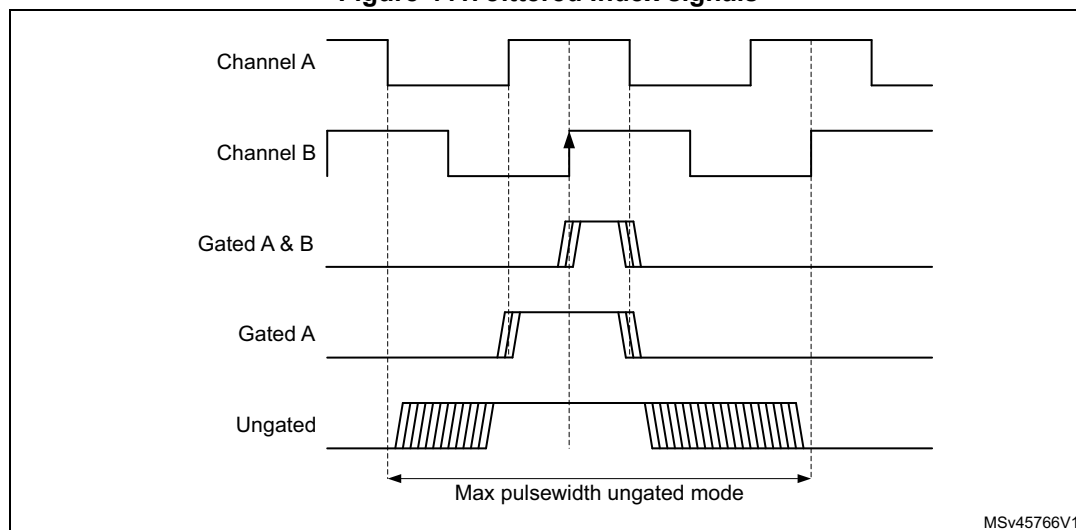 Channel A
Channel B
Gated A & B
Gated A
Ungated
Max pulsewidth ungated mode
MSv45766V1